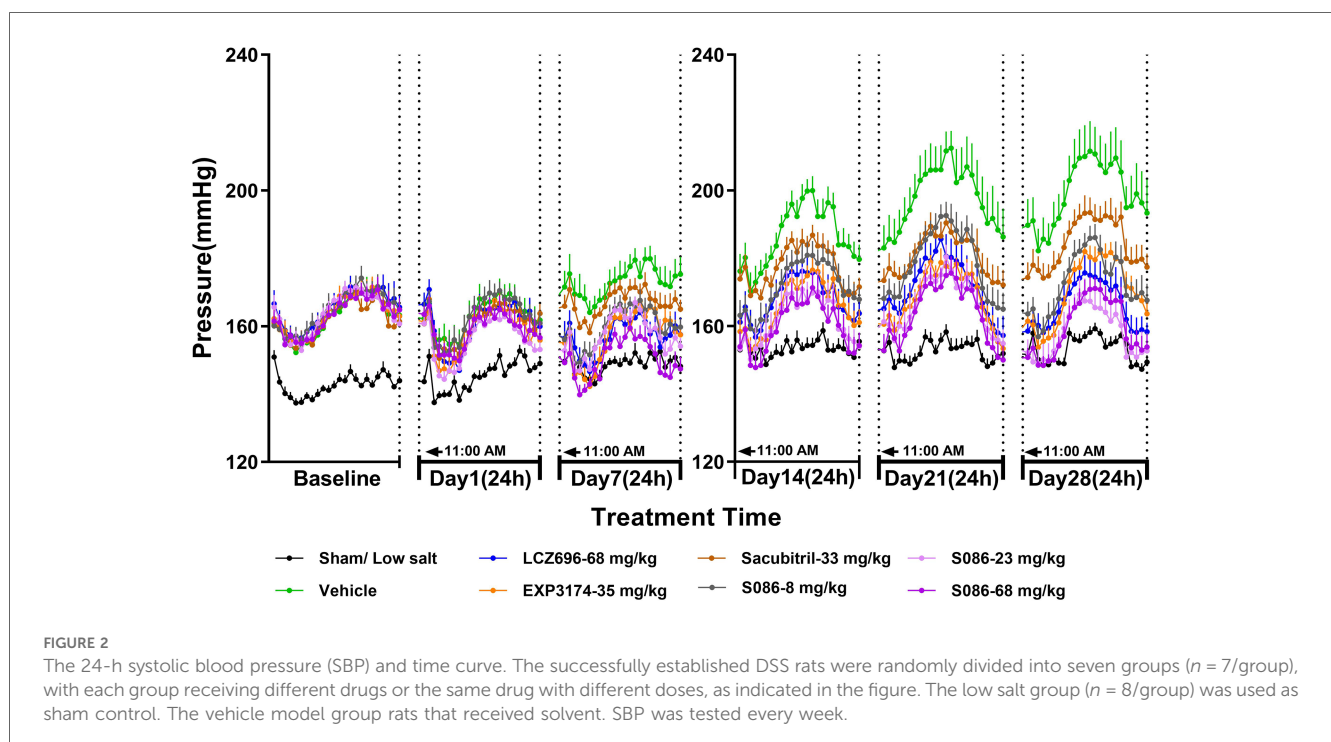 240
200
160
120
Pressure(mmHg)
240
200
160
120
11:00 AM
11:00 AM
11:00 AM
11:00 AM
11:00 AM
Baseline
Day1(24h)
Day7(24h)
Day14(24h)
Day21(24h)
Day28(24h)
Treatment Time
Sham/ Low salt
LCZ696-68 mg/kg
Sacubitril-33 mg/kg
S086-23 mg/kg
Vehicle
EXP3174-35 mg/kg
S086-8 mg/kg
S086-68 mg/kg
FIGURE 2
The 24-h systolic blood pressure (SBP) and time curve. The successfully established DSS rats were randomly divided into seven groups (n = 7/group),
with each group receiving different drugs or the same drug with different doses, as indicated in the figure. The low salt group (n = 8/group) was used as
sham control. The vehicle model group rats that received solvent. SBP was tested every week.